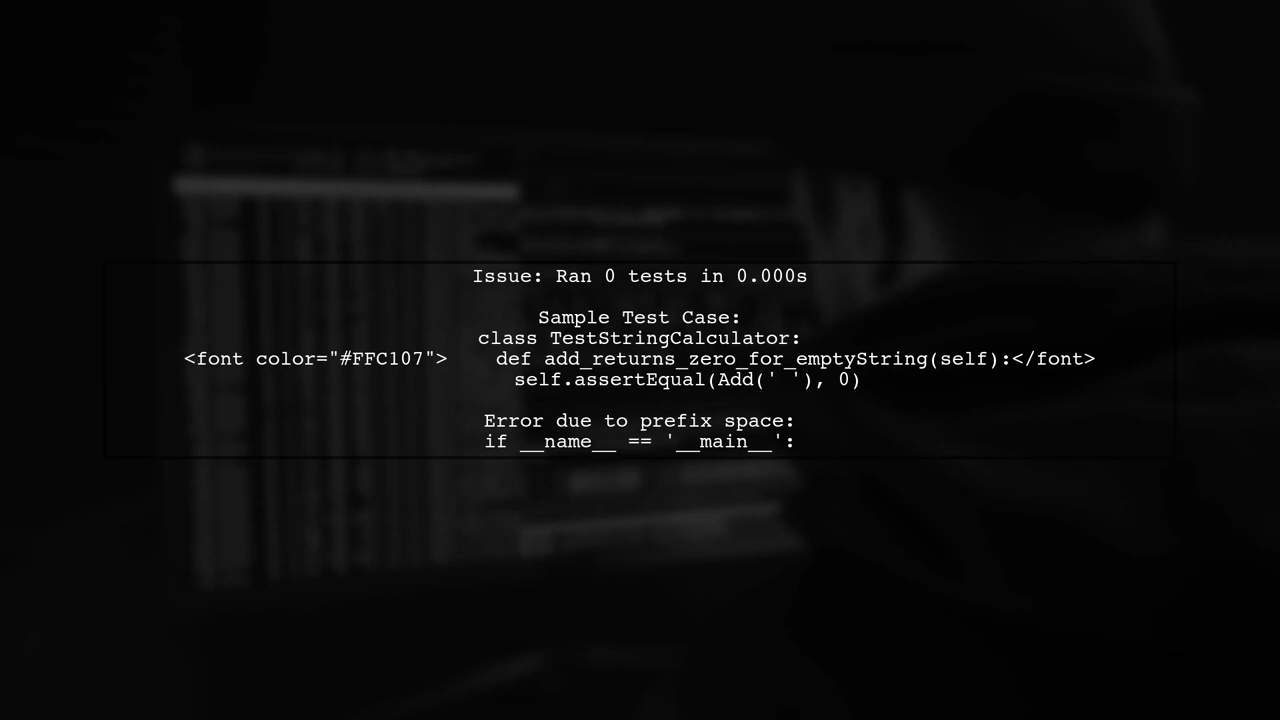 Issue: Ran 0 tests in 0.000s
Sample Test Case:
class TestStringCalculator:
<font color="#FFC107">    def add_returns_zero_for_emptyString(self):</font>
self.assertEqual(Add(' '), 0)
Error due to prefix space:
if __name__ == '__main__':